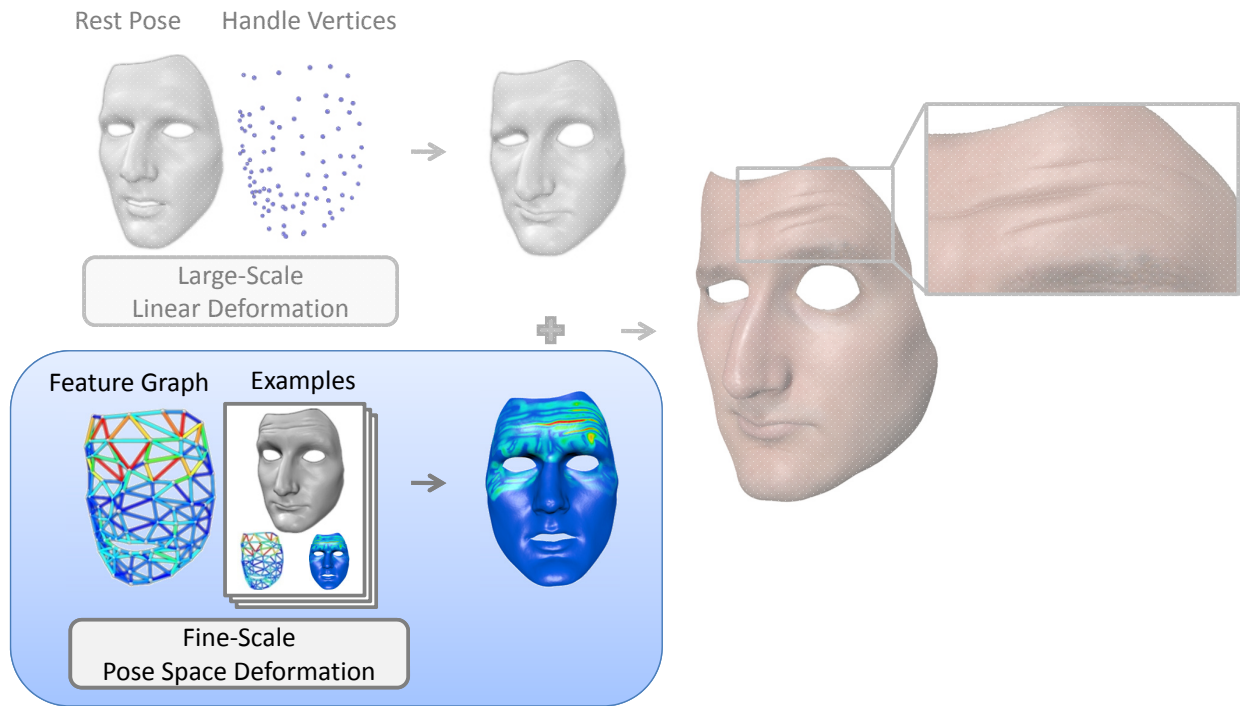 Rest Pose
Handle Vertices
Large-Scale
Linear Deformation
Feature Graph
Examples
Fine-Scale
Pose Space Deformation